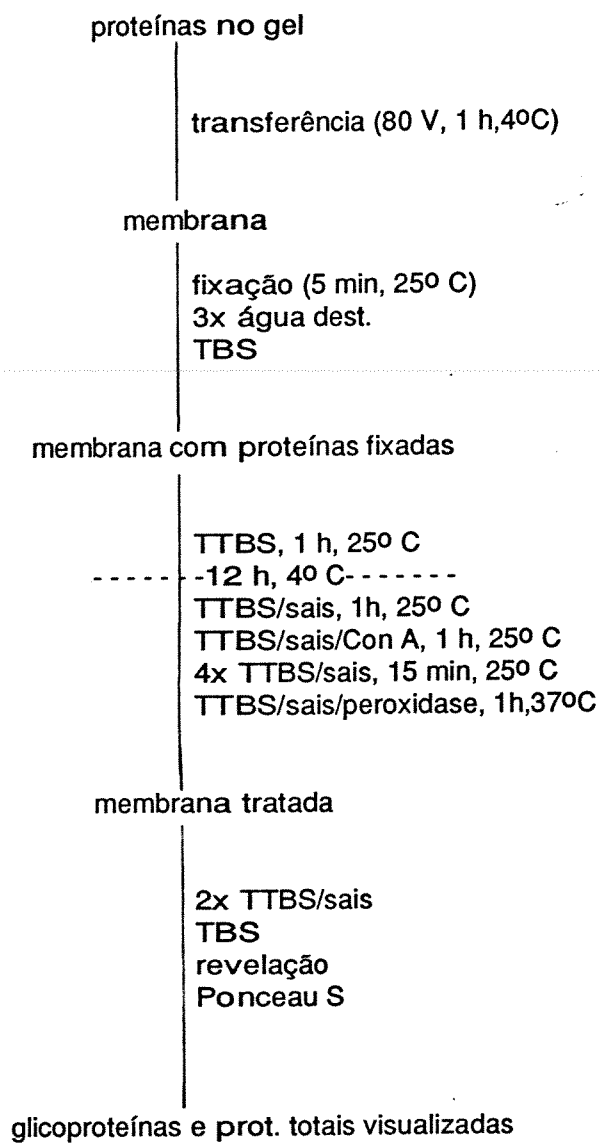 proteínas no gel
transferência (80 V, 1 h,4º C)
membrana
fixação (5 min, 25º C)
3x água dest.
TBS
membrana com proteínas fixadas
TTBS, 1 h, 25º C
- - - - - - -12 h, 4º C- - - - - - -
TTBS/sais, 1h, 25º C
TTBS/sais/Con A, 1 h, 25º C
4x TTBS/sais, 15 min, 25º C
TTBS/sais/peroxidase, 1h,37ºC
membrana tratada
2x TTBS/sais
TBS
revelação
Ponceau S
glicoproteínas e prot. totais visualizadas